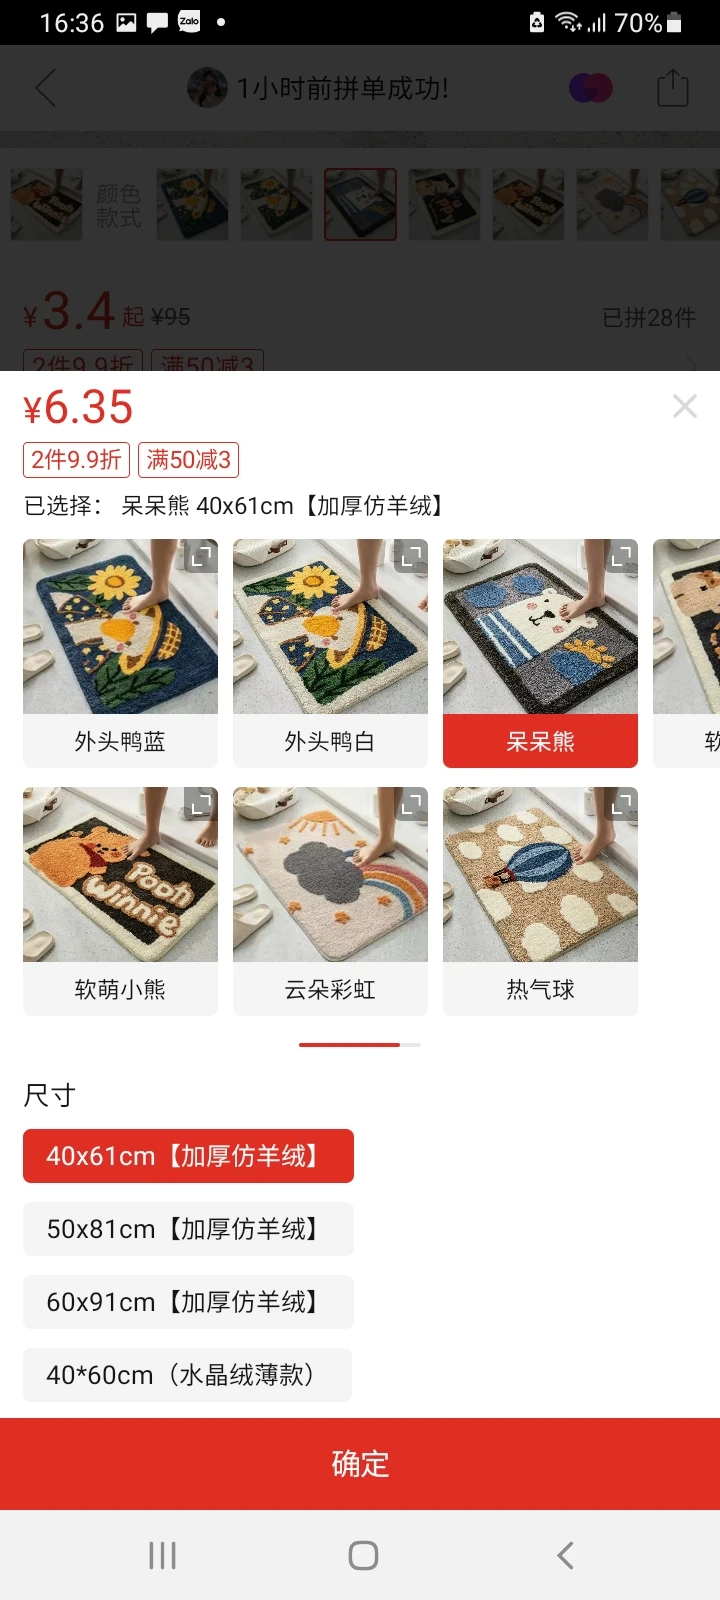 16:36 Zalo 70%
1小时前拼单成功!
颜色
款式
¥3.4起 ¥95 已拼28件
2件9.9折 满50减3
¥6.35
2件9.9折 满50减3
已选择： 呆呆熊 40x61cm【加厚仿羊绒】
外头鸭蓝 外头鸭白 呆呆熊 软
Pooh
Winnie
软萌小熊 云朵彩虹 热气球
尺寸
40x61cm【加厚仿羊绒】
50x81cm【加厚仿羊绒】
60x91cm【加厚仿羊绒】
40*60cm（水晶绒薄款）
确定